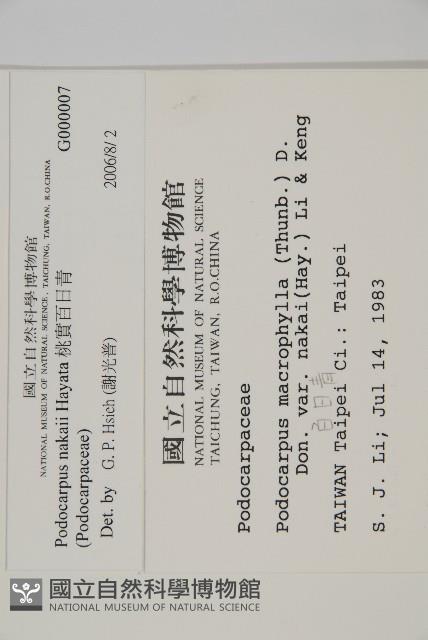 國立自然科學博物館
NATIONAL MUSEUM OF NATURAL SCIENCE, TAICHUNG, TAIWAN, R.O.CHINA
Podocarpus nakaii Hayata 桃實百日青 G000007
(Podocarpaceae)
Det. by G. P. Hsich (謝光普) 2006/8/2
國立自然科學博物館
NATIONAL MUSEUM OF NATURAL SCIENCE
TAICHUNG, TAIWAN, R.O.CHINA
Podocarpaceae
Podocarpus macrophylla (Thunb.) D.
Don. var. nakai(Hay.) Li & Keng
百日青
TAIWAN Taipei Ci.: Taipei
S. J. Li; Jul 14, 1983
國立自然科學博物館
NATIONAL MUSEUM OF NATURAL SCIENCE